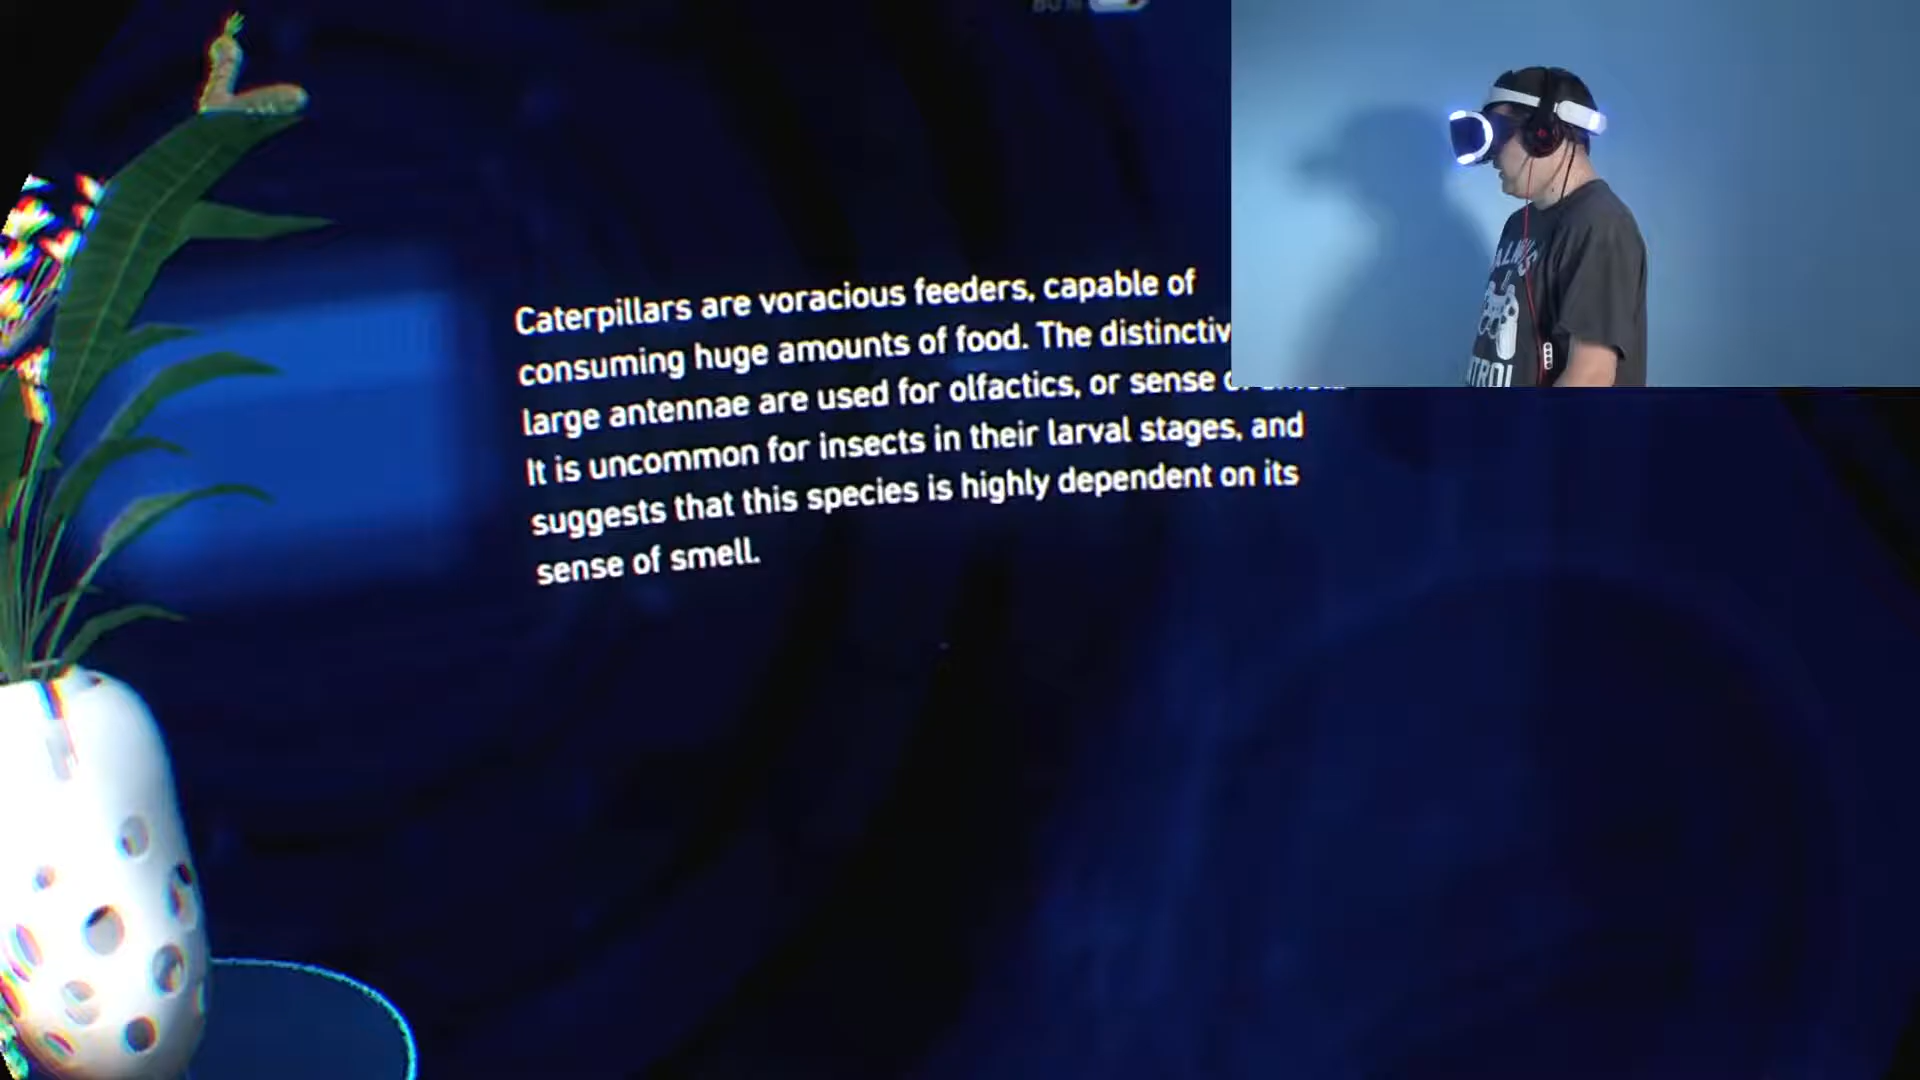 Caterpillars are voracious feeders, capable of
consuming huge amounts of food. The distinctiv
large antennae are used for olfactics, or sense
It is uncommon for insects in their larval stages, and
suggests that this species is highly dependent on its
sense of smell.